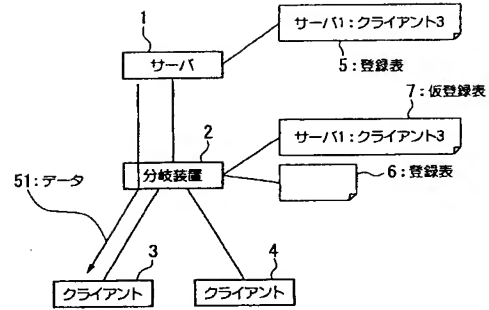 1
サーバ
サーバ1：クライアント3
5：登録表
7：仮登録表
2
サーバ1：クライアント3
分岐装置
6：登録表
51：データ
3
4
クライアント
クライアント